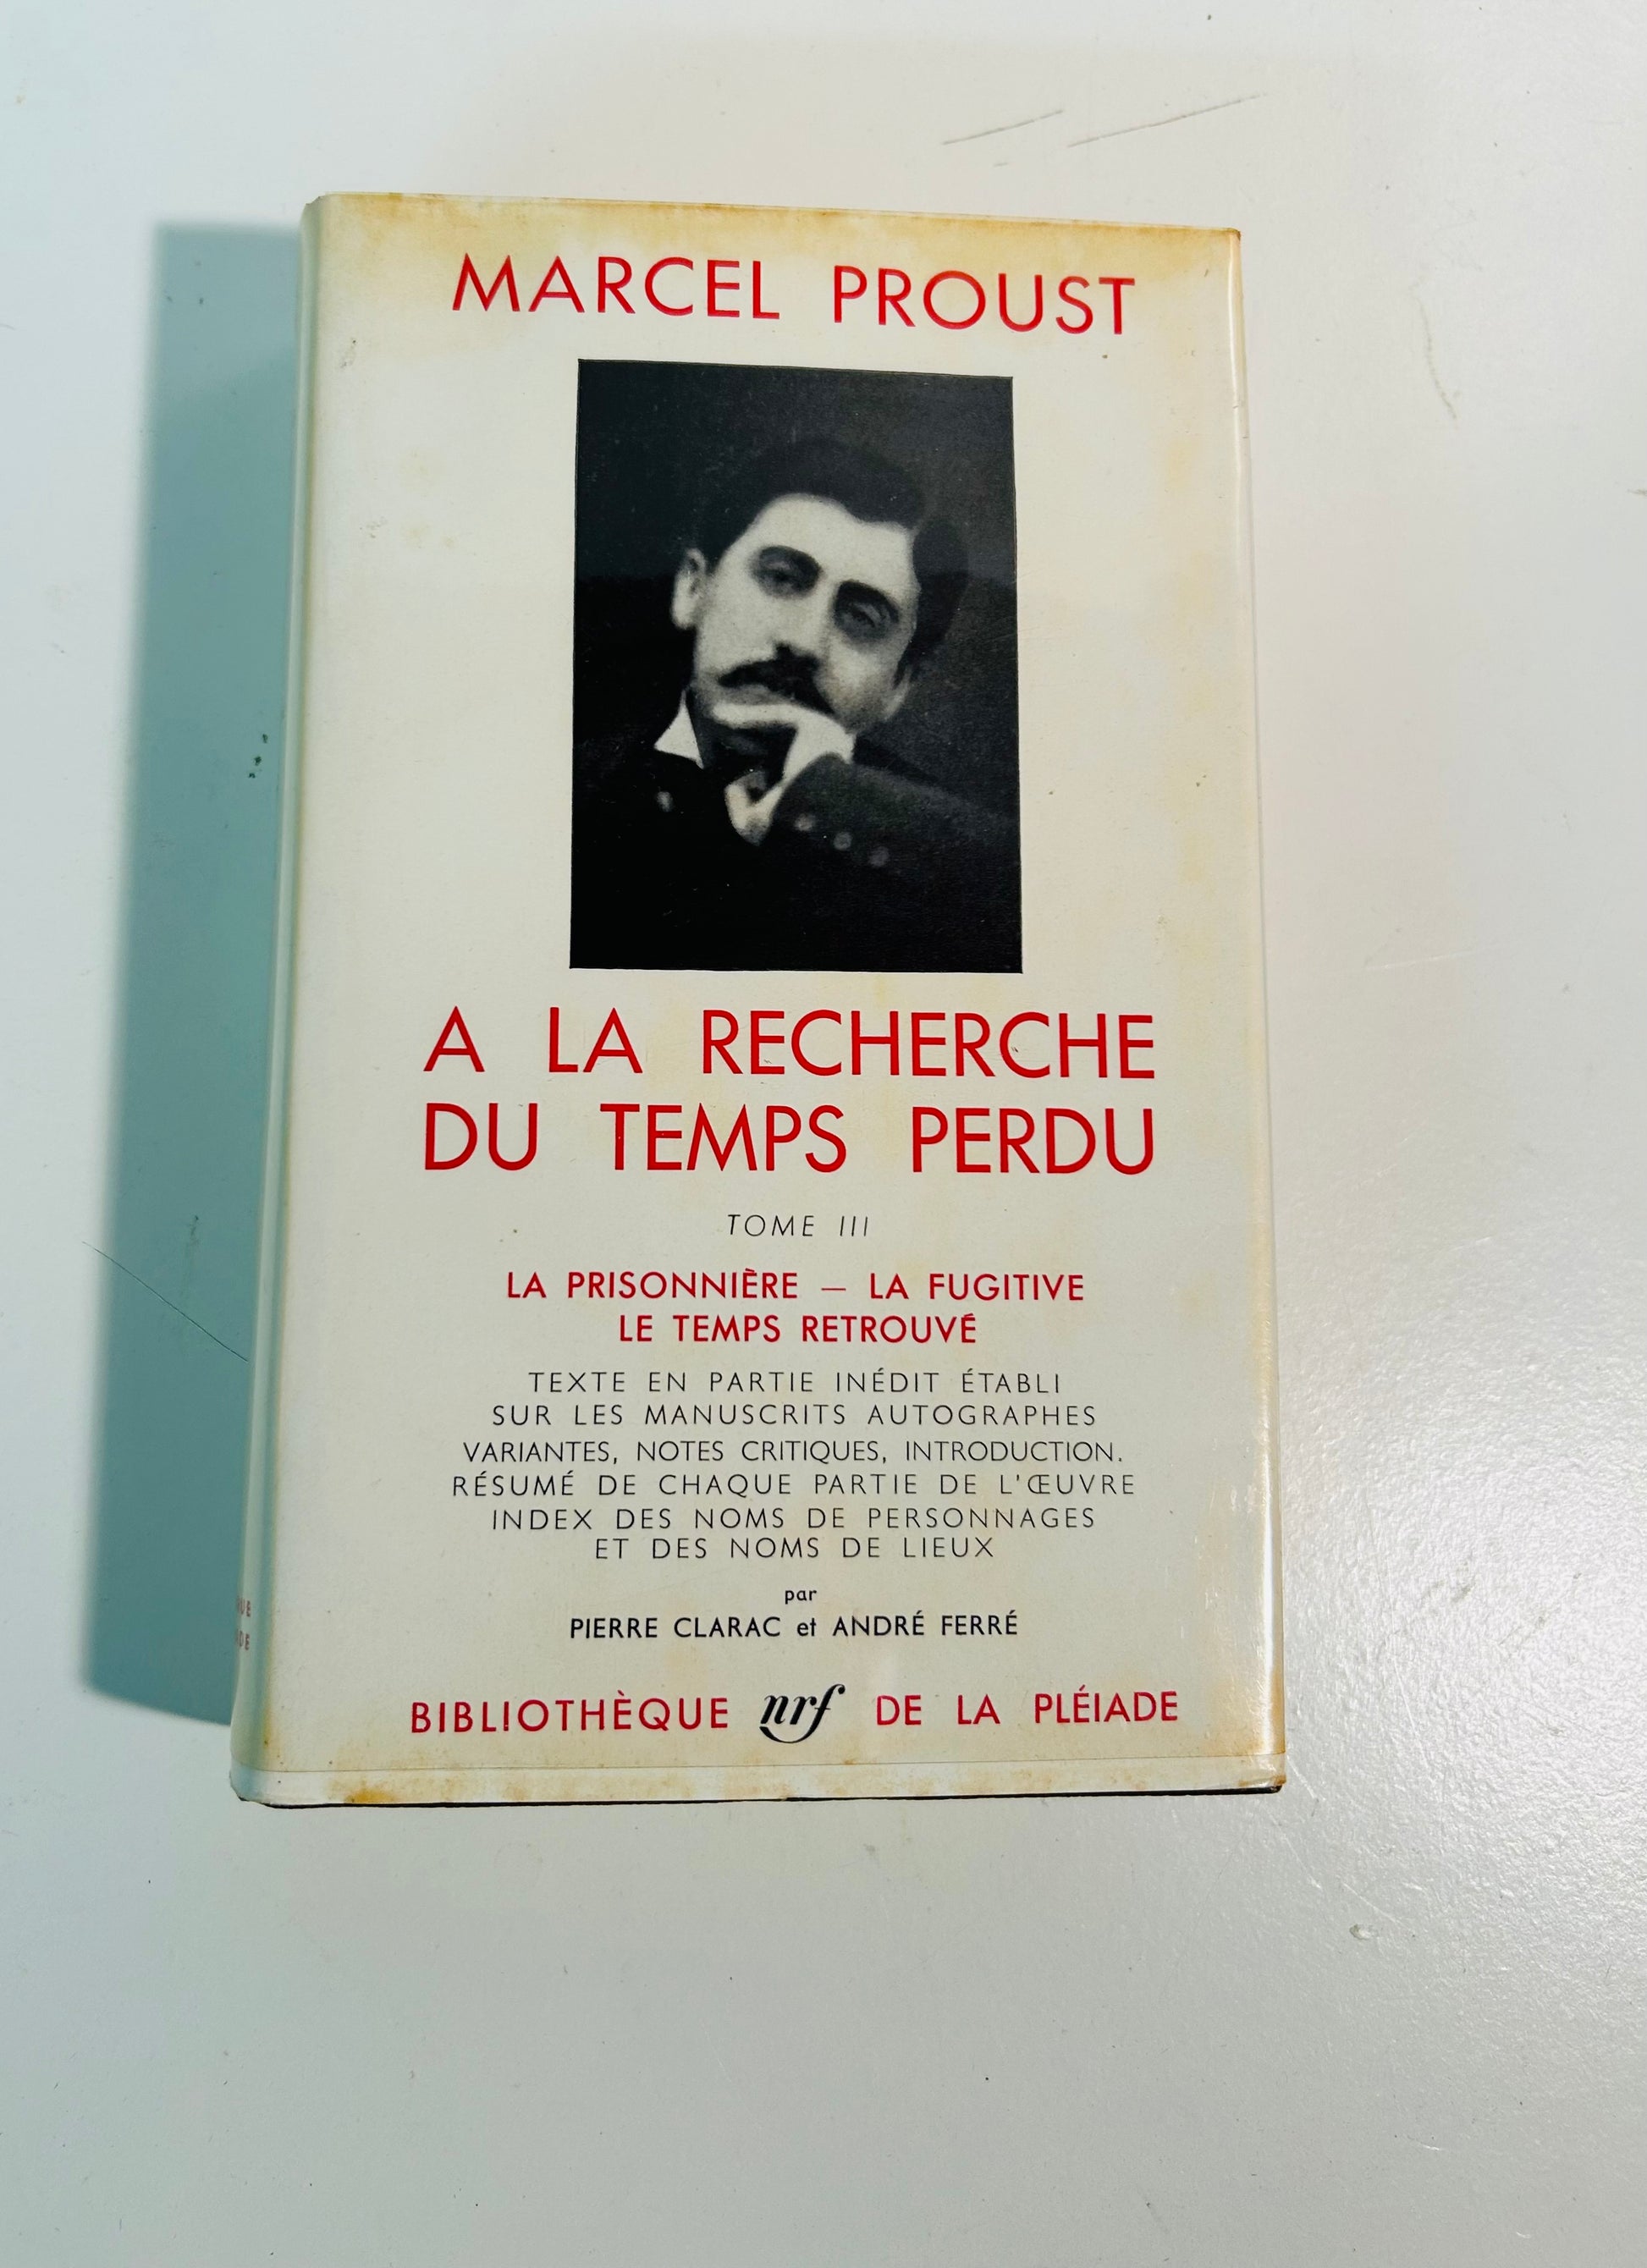 MARCEL PROUST
A LA RECHERCHE
DU TEMPS PERDU
TOME III
LA PRISONNIÈRE — LA FUGITIVE
LE TEMPS RETROUVÉ
TEXTE EN PARTIE INÉDIT ÉTABLI
SUR LES MANUSCRITS AUTOGRAPHES
VARIANTES, NOTES CRITIQUES, INTRODUCTION.
RÉSUMÉ DE CHAQUE PARTIE DE L'ŒUVRE
INDEX DES NOMS DE PERSONNAGES
ET DES NOMS DE LIEUX
par
PIERRE CLARAC et ANDRÉ FERRÉ
BIBLIOTHÈQUE nrf DE LA PLÉIADE